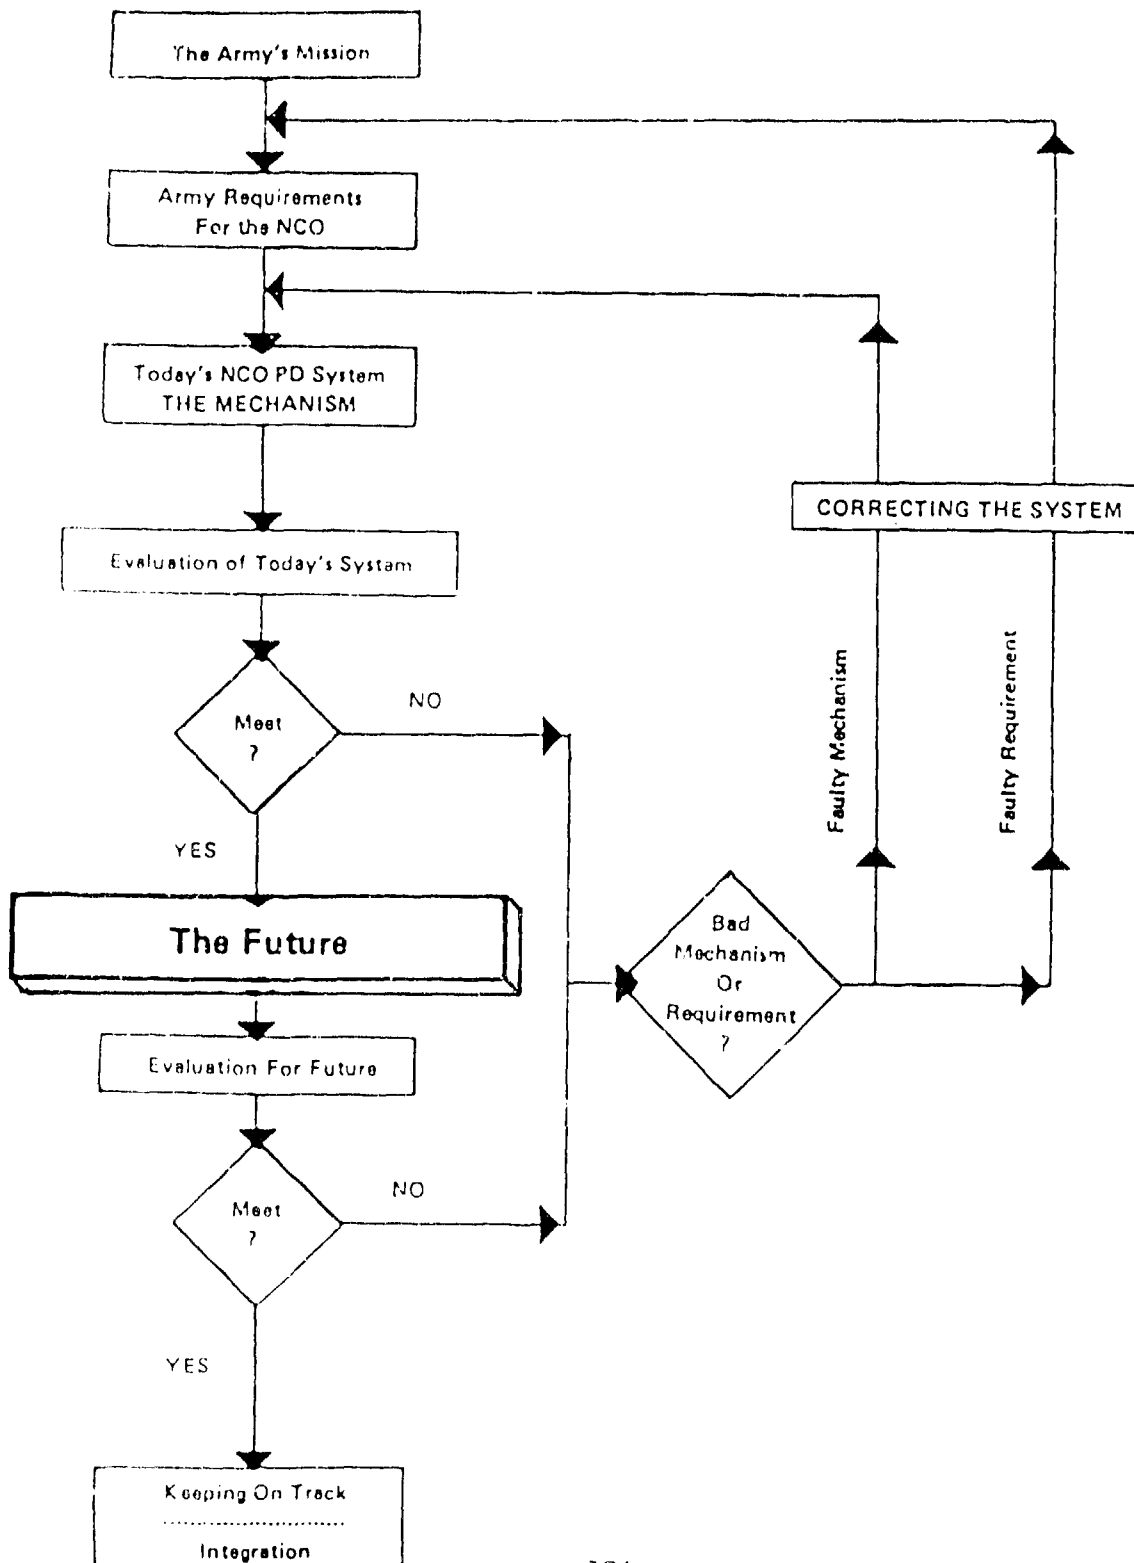 The Army's Mission
Army Requirements
For the NCO
Today's NCO PD System
THE MECHANISM
CORRECTING THE SYSTEM
Evaluation of Today's System
Faulty Mechanism
Faulty Requirement
Meet
?
NO
YES
The Future
Bad
Mechanism
Or
Requirement
?
Evaluation For Future
Meet
?
NO
YES
Keeping On Track
Integration